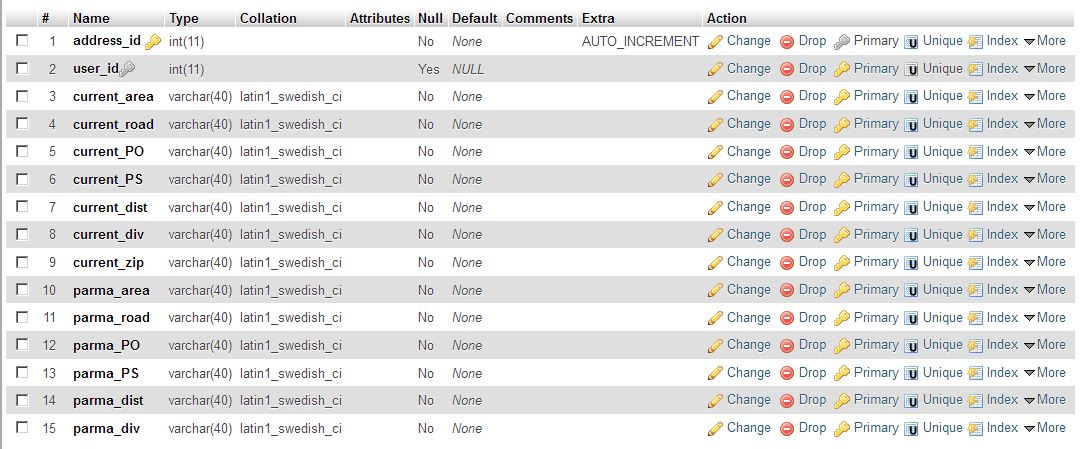 # Name Type Collation Attributes Null Default Comments Extra Action
1 address_id int(11) No None AUTO_INCREMENT Change Drop Primary Unique Index More
2 user_id int(11) Yes NULL Change Drop Primary Unique Index More
3 current_area varchar(40) latin1_swedish_ci No None Change Drop Primary Unique Index More
4 current_road varchar(40) latin1_swedish_ci No None Change Drop Primary Unique Index More
5 current_PO varchar(40) latin1_swedish_ci No None Change Drop Primary Unique Index More
6 current_PS varchar(40) latin1_swedish_ci No None Change Drop Primary Unique Index More
7 current_dist varchar(40) latin1_swedish_ci No None Change Drop Primary Unique Index More
8 current_div varchar(40) latin1_swedish_ci No None Change Drop Primary Unique Index More
9 current_zip varchar(40) latin1_swedish_ci No None Change Drop Primary Unique Index More
10 parma_area varchar(40) latin1_swedish_ci No None Change Drop Primary Unique Index More
11 parma_road varchar(40) latin1_swedish_ci No None Change Drop Primary Unique Index More
12 parma_PO varchar(40) latin1_swedish_ci No None Change Drop Primary Unique Index More
13 parma_PS varchar(40) latin1_swedish_ci No None Change Drop Primary Unique Index More
14 parma_dist varchar(40) latin1_swedish_ci No None Change Drop Primary Unique Index More
15 parma_div varchar(40) latin1_swedish_ci No None Change Drop Primary Unique Index More